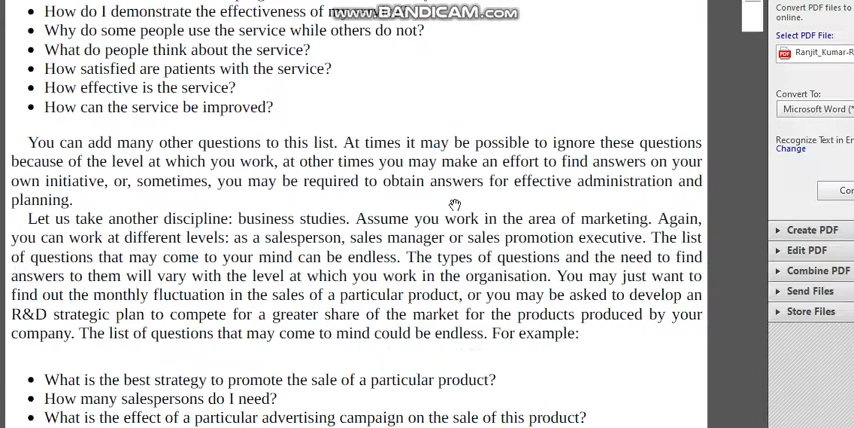 How do I demonstrate the effectiveness of
www.BANDICAM.com
Why do some people use the service while others do not?
What do people think about the service?
How satisfied are patients with the service?
How effective is the service?
How can the service be improved?
You can add many other questions to this list. At times it may be possible to ignore these questions
because of the level at which you work, at other times you may make an effort to find answers on your
own initiative, or, sometimes, you may be required to obtain answers for effective administration and
planning.
Let us take another discipline: business studies. Assume you work in the area of marketing. Again,
you can work at different levels: as a salesperson, sales manager or sales promotion executive. The list
of questions that may come to your mind can be endless. The types of questions and the need to find
answers to them will vary with the level at which you work in the organisation. You may just want to
find out the monthly fluctuation in the sales of a particular product, or you may be asked to develop an
R&D strategic plan to compete for a greater share of the market for the products produced by your
company. The list of questions that may come to mind could be endless. For example:
What is the best strategy to promote the sale of a particular product?
How many salespersons do I need?
What is the effect of a particular advertising campaign on the sale of this product?
Convert PDF files to
online.
Select PDF File:
Ranjit_Kumar-R
Convert To:
Microsoft Word (*
Recognize Text in En
Change
Cor
Create PDF
Edit PDF
Combine PDF
Send Files
Store Files